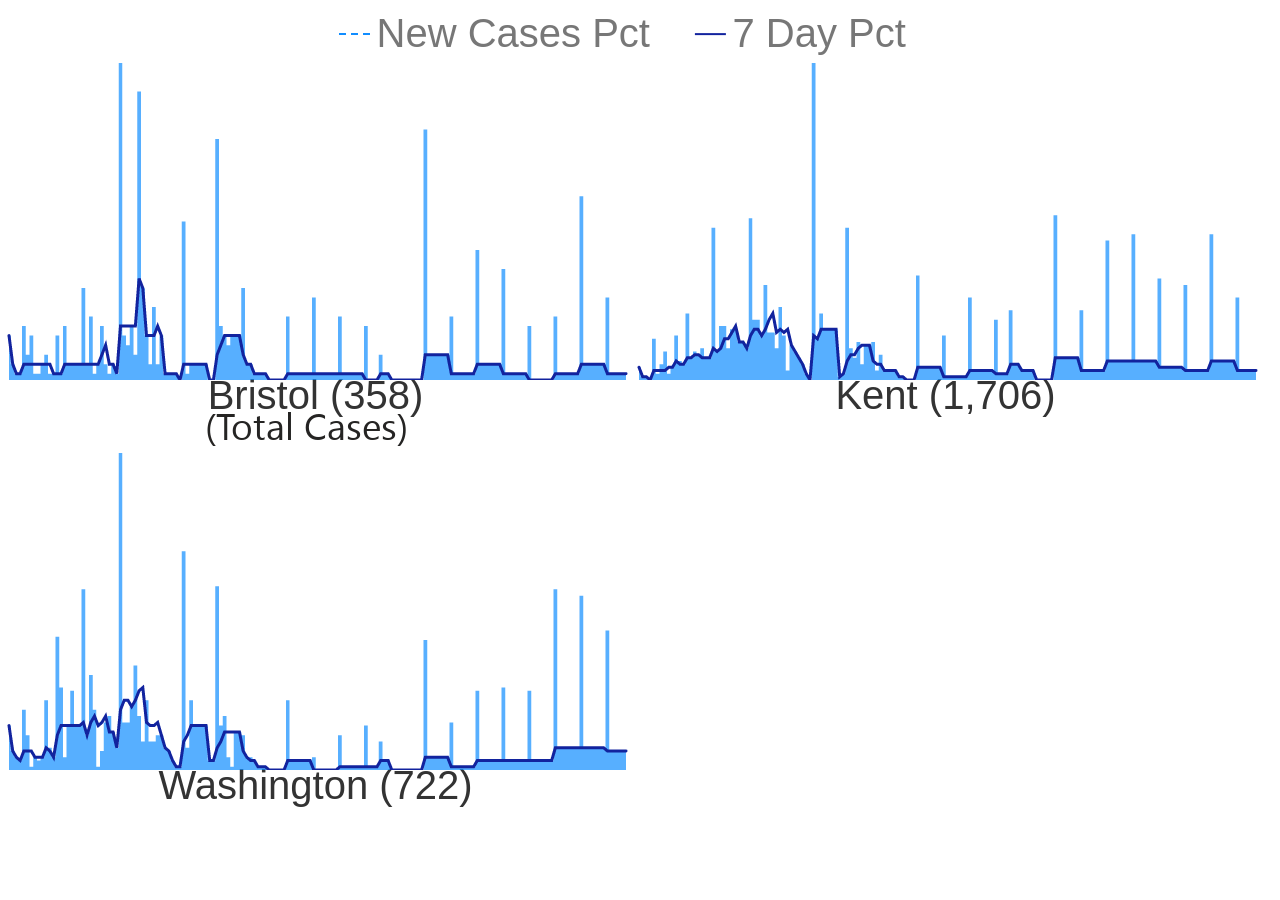 New Cases Pct 7 Day Pct
Bristol (358)
(Total Cases)
Kent (1,706)
Washington (722)